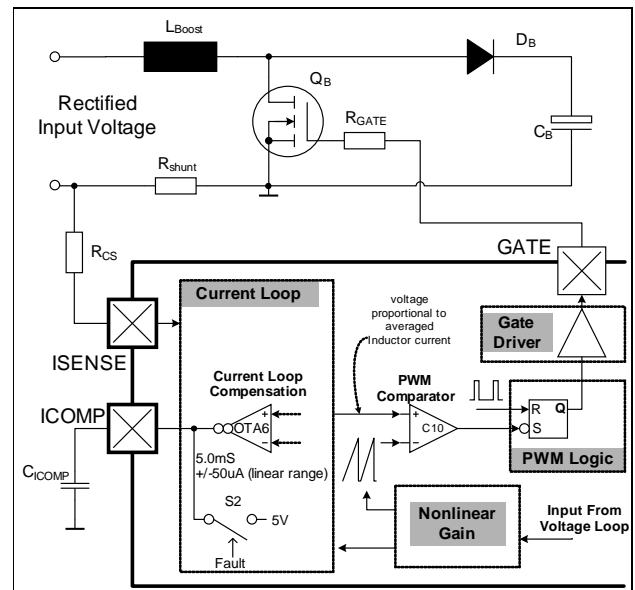 LBoost
DB
QB
Rectified
Input Voltage
RGATE
CB
Rshunt
RCS
GATE
Current Loop
voltage
proportional to
averaged
Inductor current
Gate
Driver
ISENSE
Current Loop
Compensation
PWM
Comparator
ICOMP
OTA6
+
−
+
−
C10
R
S
Q
PWM Logic
CICOMP
5.0mS
+/-50uA (linear range)
S2
5V
Fault
Nonlinear
Gain
Input From
Voltage Loop